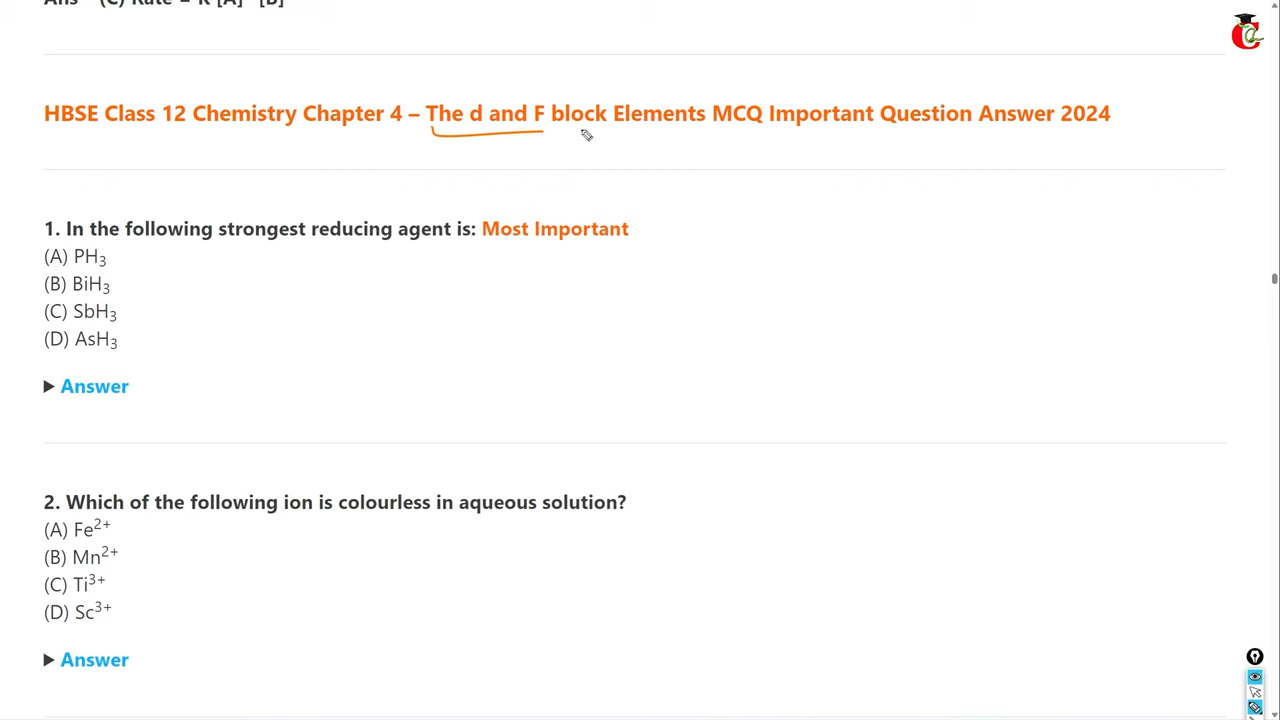 Ans – (C) Rate = K [A] [B]
HBSE Class 12 Chemistry Chapter 4 – The d and F block Elements MCQ Important Question Answer 2024
1. In the following strongest reducing agent is: Most Important
(A) PH₃
(B) BiH₃
(C) SbH₃
(D) AsH₃
Answer
2. Which of the following ion is colourless in aqueous solution?
(A) Fe²⁺
(B) Mn²⁺
(C) Ti³⁺
(D) Sc³⁺
Answer